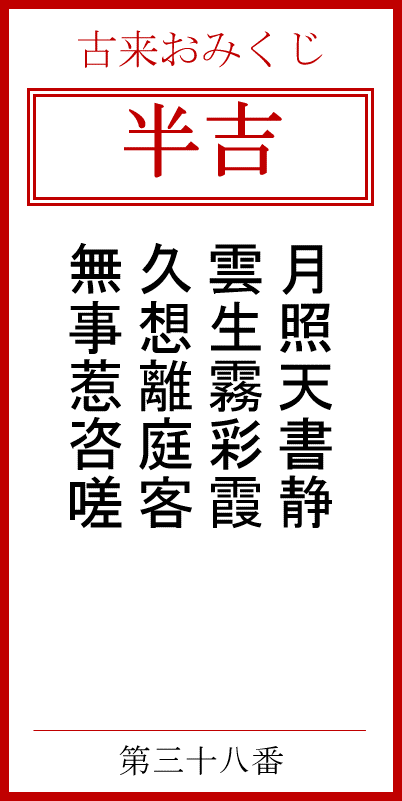 古来おみくじ
半吉
月照天書静
雲生霧彩霞
久想離庭客
無事惹咨嗟
第三十八番